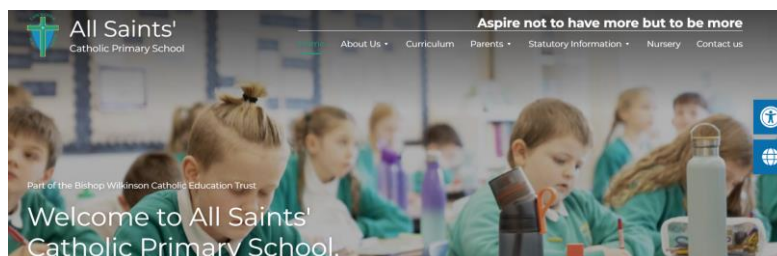 All Saints'
Catholic Primary School
Aspire not to have more but to be more
Home About Us Curriculum Parents Statutory Information Nursery Contact us
Part of the Bishop Wilkinson Catholic Education Trust
Welcome to All Saints'
Catholic Primary School.